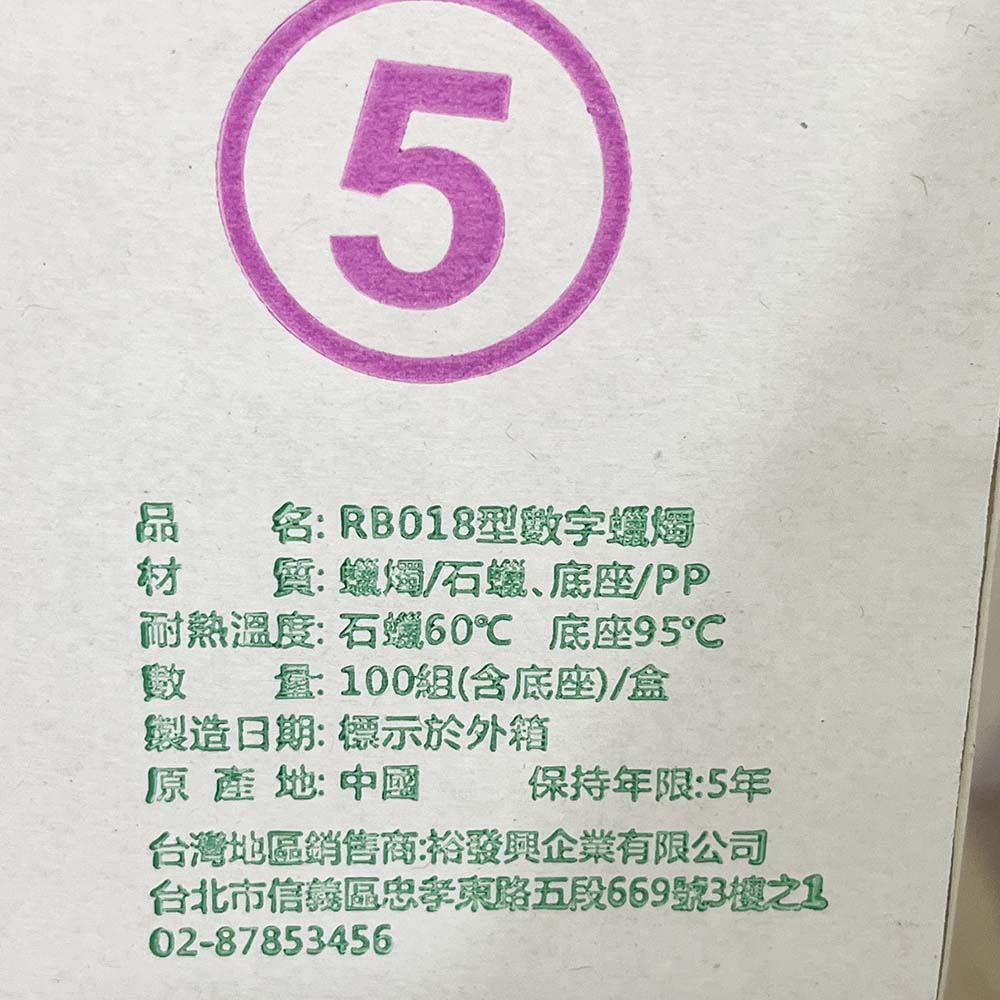 5
品 名: RB018型數字蠟燭
材 質: 蠟燭/石蠟、底座/PP
耐熱溫度: 石蠟60℃ 底座95℃
數 量: 100組(含底座)/盒
製造日期: 標示於外箱
原 產 地: 中國 保持年限:5年
台灣地區銷售商:裕發興企業有限公司
台北市信義區忠孝東路五段669號3樓之1
02-87853456